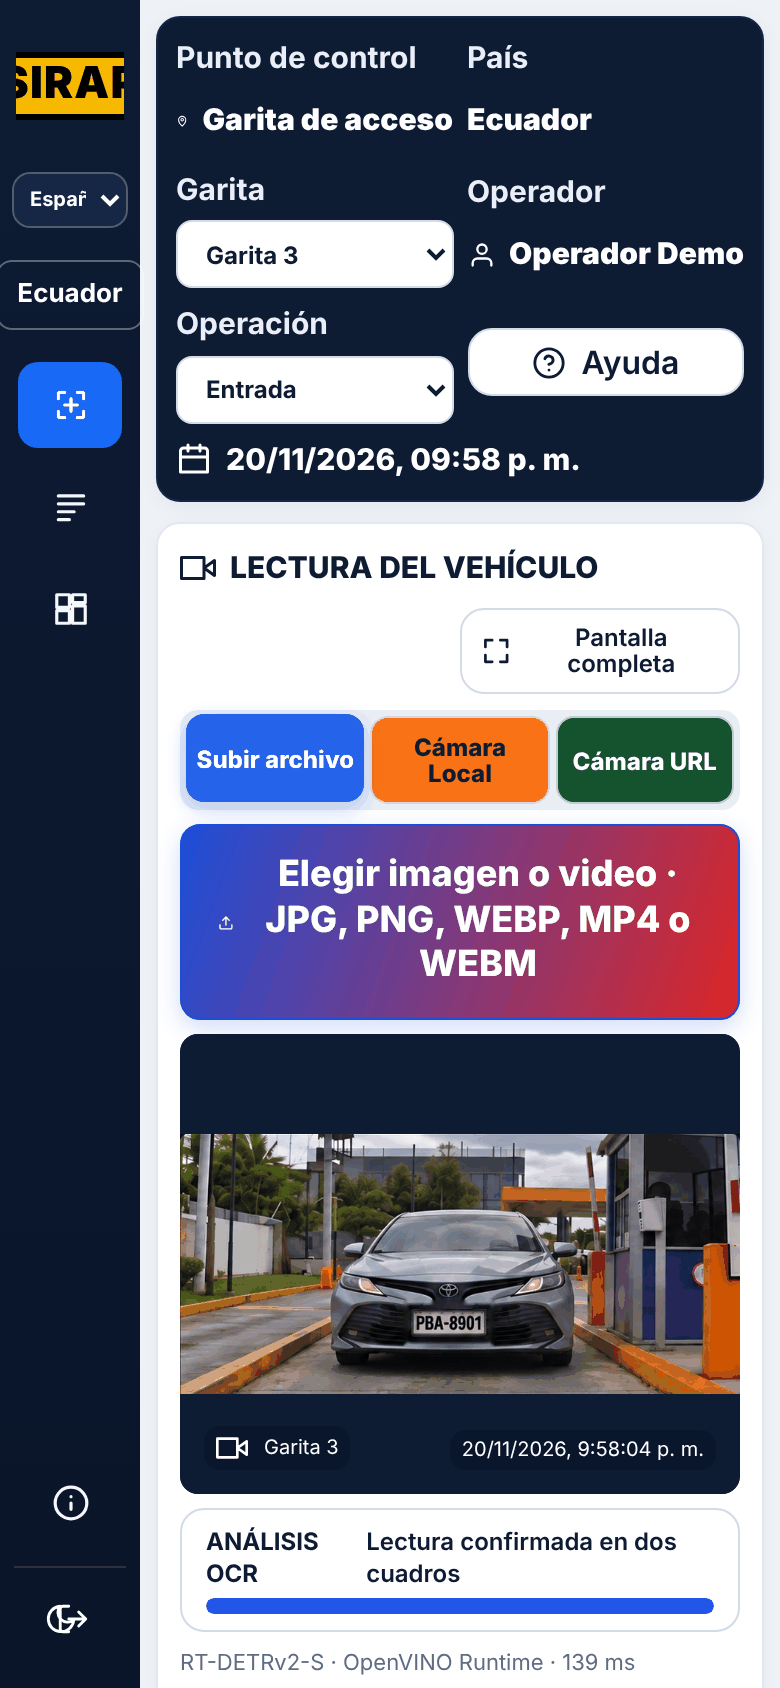 SIRAP
Españ
Ecuador
Punto de control
País
Garita de acceso
Ecuador
Garita
Operador
Garita 3
Operador Demo
Operación
Entrada
Ayuda
20/11/2026, 09:58 p. m.
LECTURA DEL VEHÍCULO
Pantalla
completa
Subir archivo
Cámara
Local
Cámara URL
Elegir imagen o video ·
JPG, PNG, WEBP, MP4 o
WEBM
PBA-8901
Garita 3
20/11/2026, 9:58:04 p. m.
ANÁLISIS
OCR
Lectura confirmada en dos
cuadros
RT-DETRv2-S · OpenVINO Runtime · 139 ms